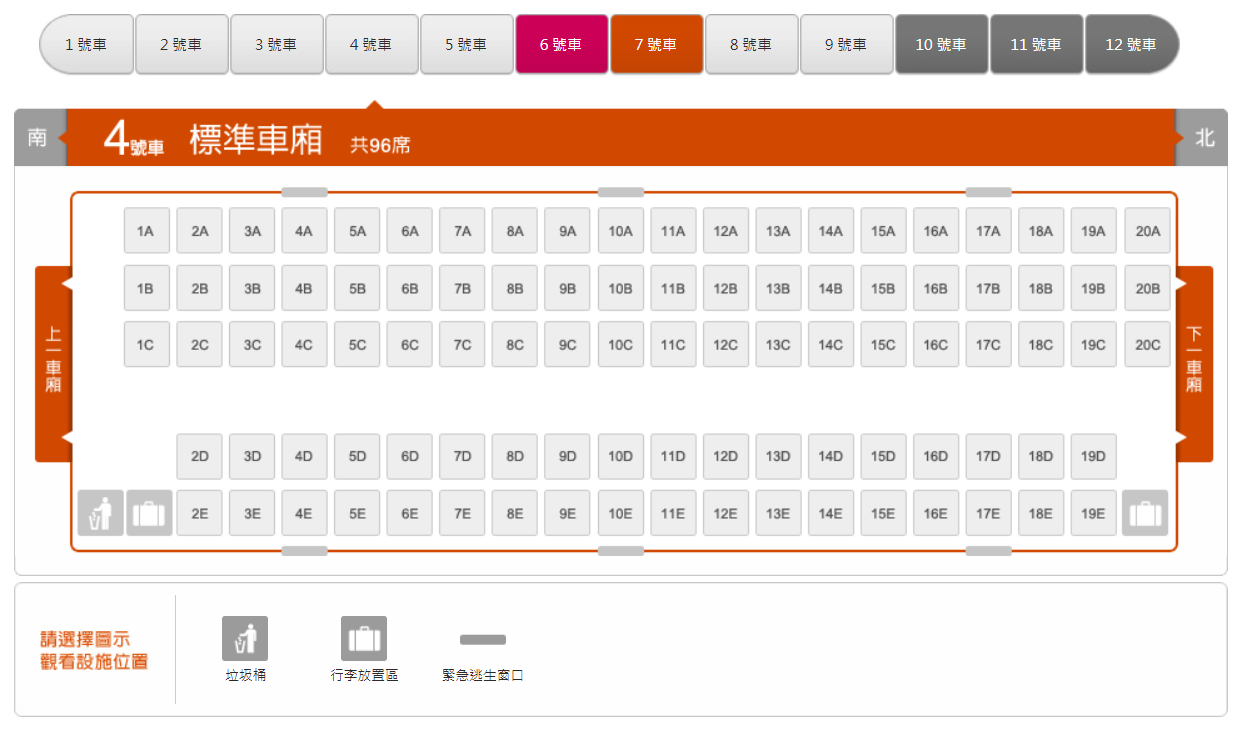 1 號車 2 號車 3 號車 4 號車 5 號車 6 號車 7 號車 8 號車 9 號車 10 號車 11 號車 12 號車
南 4號車 標準車廂 共96席 北
1A 2A 3A 4A 5A 6A 7A 8A 9A 10A 11A 12A 13A 14A 15A 16A 17A 18A 19A 20A
1B 2B 3B 4B 5B 6B 7B 8B 9B 10B 11B 12B 13B 14B 15B 16B 17B 18B 19B 20B
上一車廂 下一車廂
1C 2C 3C 4C 5C 6C 7C 8C 9C 10C 11C 12C 13C 14C 15C 16C 17C 18C 19C 20C
2D 3D 4D 5D 6D 7D 8D 9D 10D 11D 12D 13D 14D 15D 16D 17D 18D 19D
2E 3E 4E 5E 6E 7E 8E 9E 10E 11E 12E 13E 14E 15E 16E 17E 18E 19E
請選擇圖示
觀看設施位置
垃圾桶 行李放置區 緊急逃生窗口